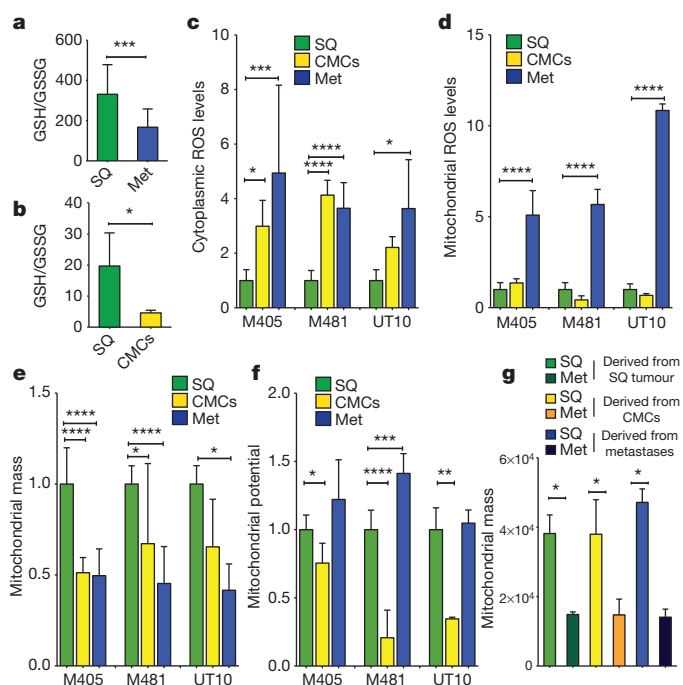 a
600
400
200
0
GSH/GSSG
***
SQ
Met
b
40
30
20
10
0
GSH/GSSG
*
SQ
CMCs
c
SQ
CMCs
Met
10
8
6
4
2
0
Cytoplasmic ROS levels
***
*
****
****
*
M405
M481
UT10
d
SQ
CMCs
Met
15
10
5
0
Mitochondrial ROS levels
****
****
****
M405
M481
UT10
e
SQ
CMCs
Met
1.5
1.0
0.5
0.0
Mitochondrial mass
****
****
****
*
*
M405
M481
UT10
f
SQ
CMCs
Met
2.0
1.5
1.0
0.5
0.0
Mitochondrial potential
*
***
****
**
M405
M481
UT10
g
SQ
Met
Derived from
SQ tumour
SQ
Met
Derived from
CMCs
SQ
Met
Derived from
metastases
6×10⁴
4×10⁴
2×10⁴
0
Mitochondrial mass
*
*
*